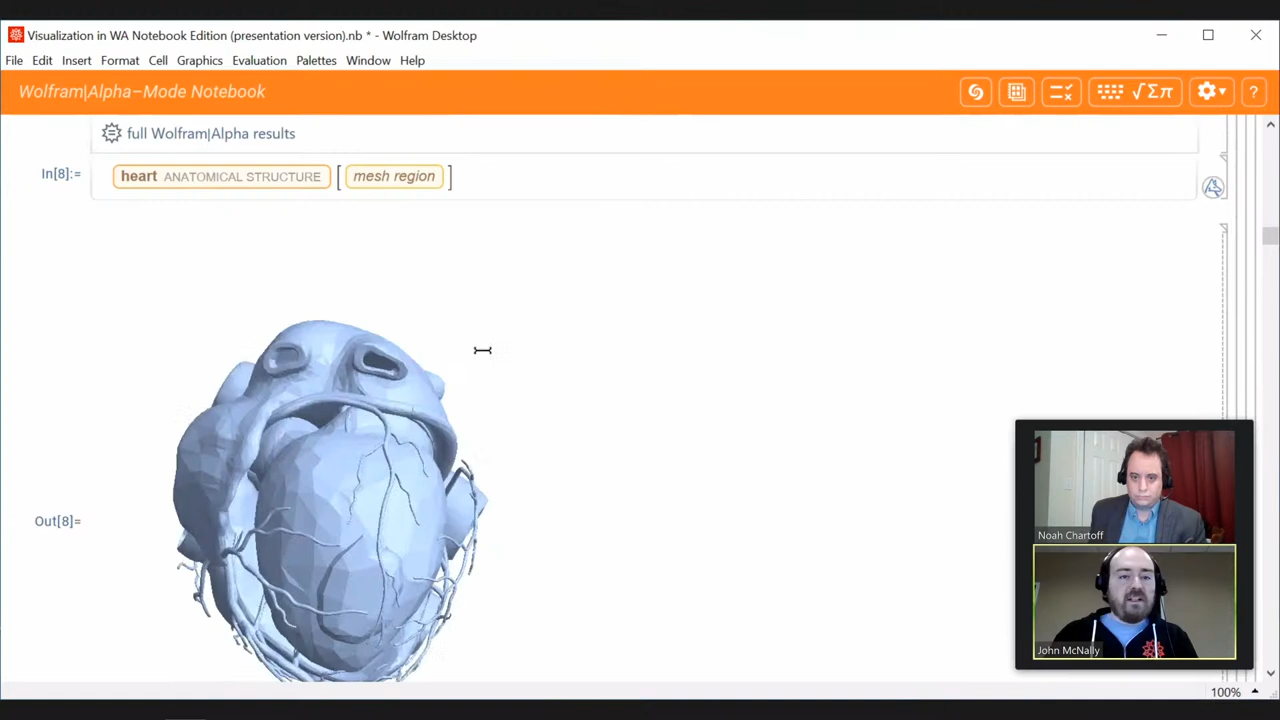 Visualization in WA Notebook Edition (presentation version).nb * - Wolfram Desktop
File Edit Insert Format Cell Graphics Evaluation Palettes Window Help
Wolfram|Alpha–Mode Notebook
√Σπ ?
full Wolfram|Alpha results
In[8]:= heart ANATOMICAL STRUCTURE [ mesh region ]
Out[8]=
Noah Chartoff
John McNally
100%